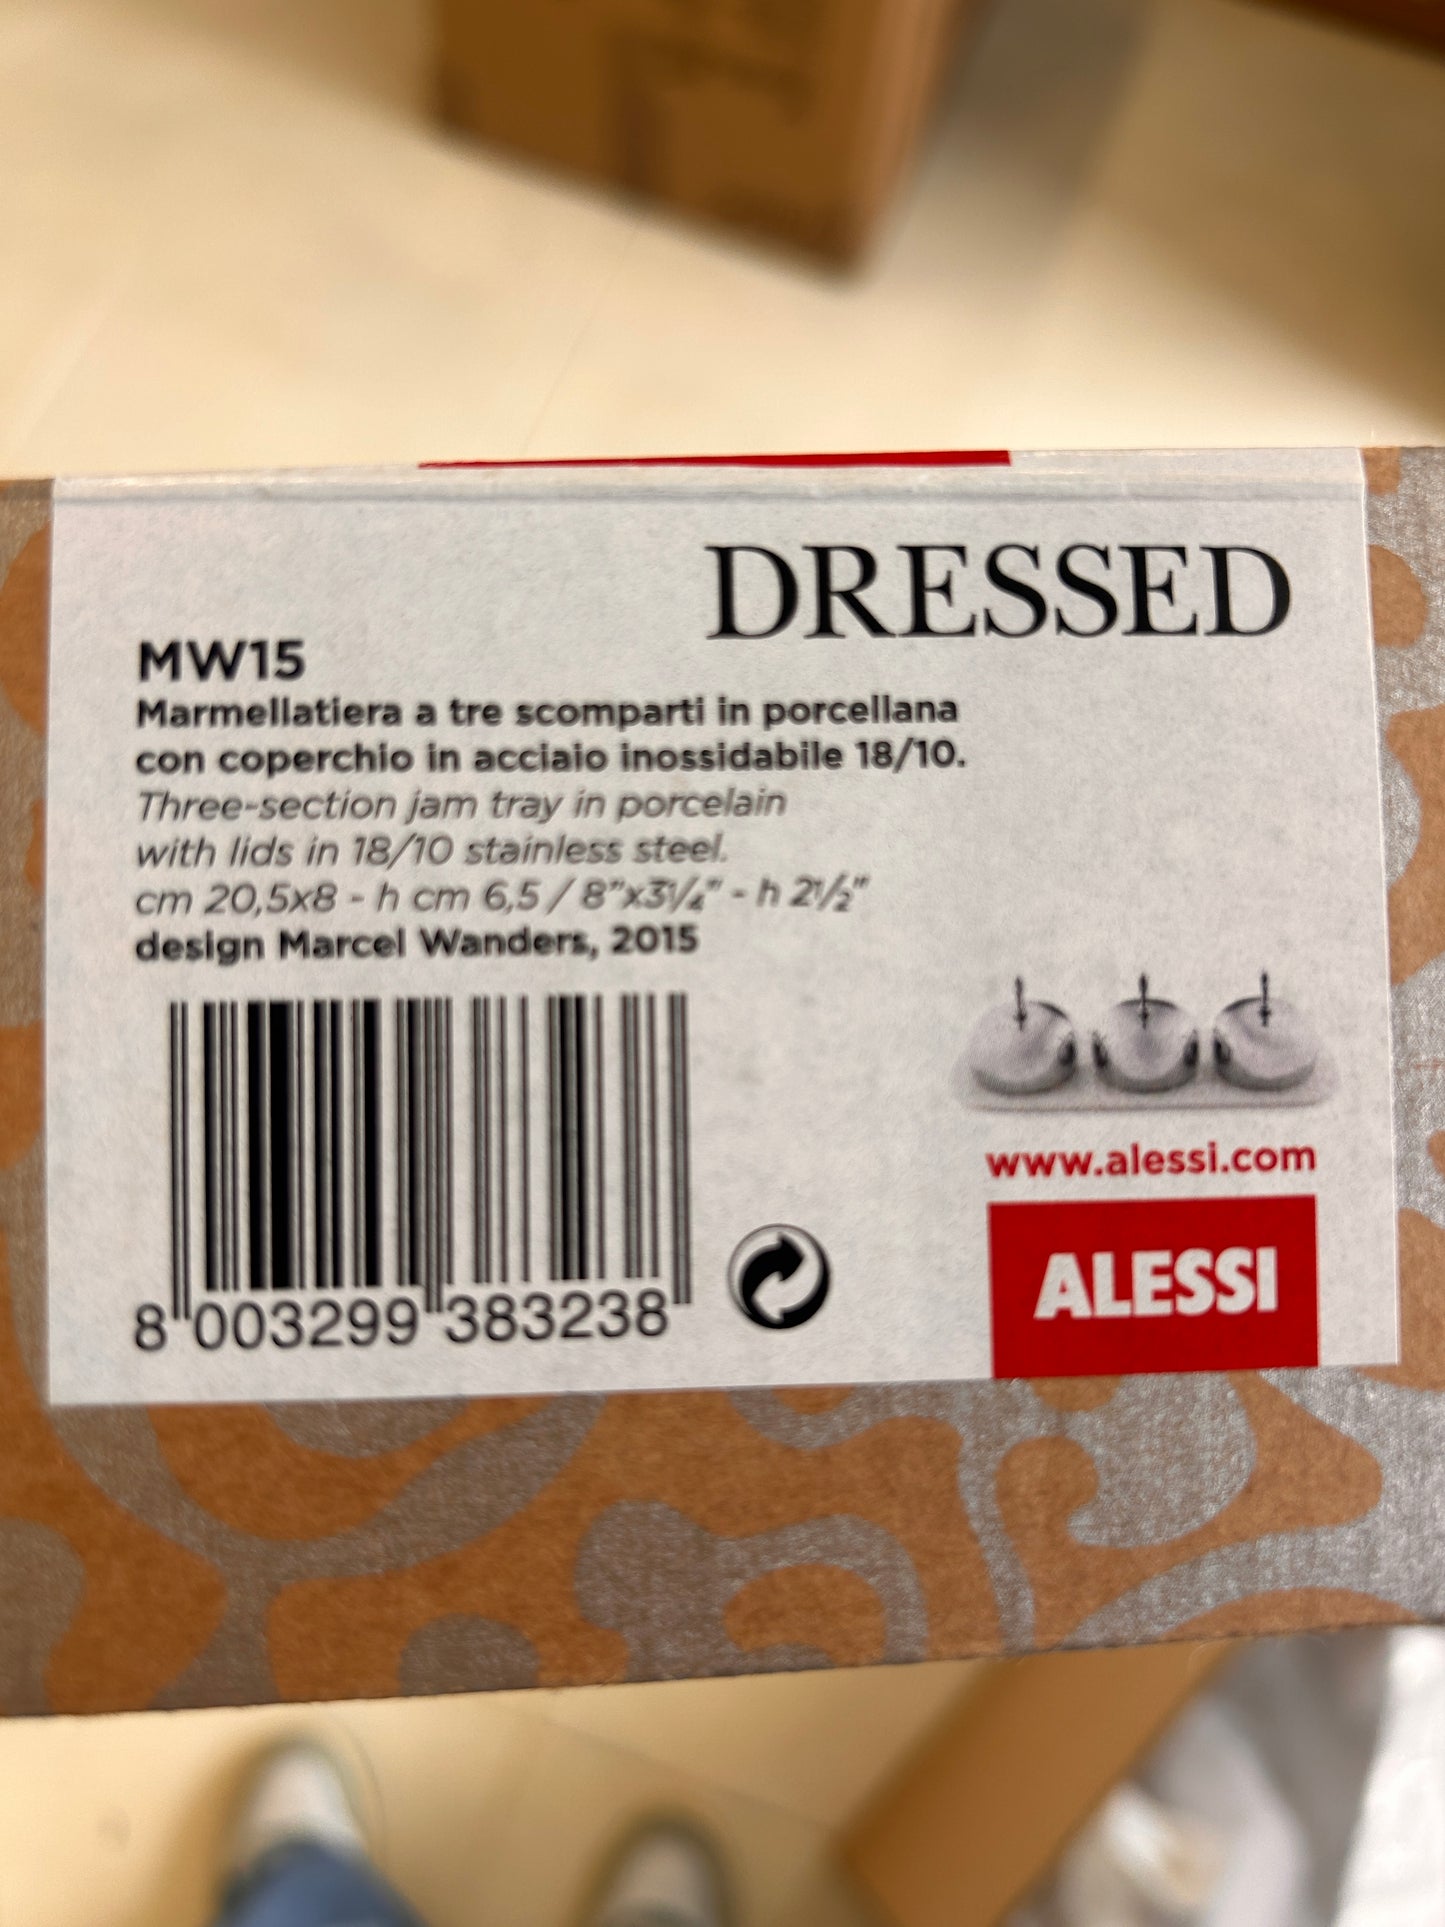 DRESSED
MW15
Marmellatiera a tre scomparti in porcellana
con coperchio in acciaio inossidabile 18/10.
Three-section jam tray in porcelain
with lids in 18/10 stainless steel.
cm 20,5x8 - h cm 6,5 / 8"x3¼" - h 2½"
design Marcel Wanders, 2015
8 003299 383238
www.alessi.com
ALESSI